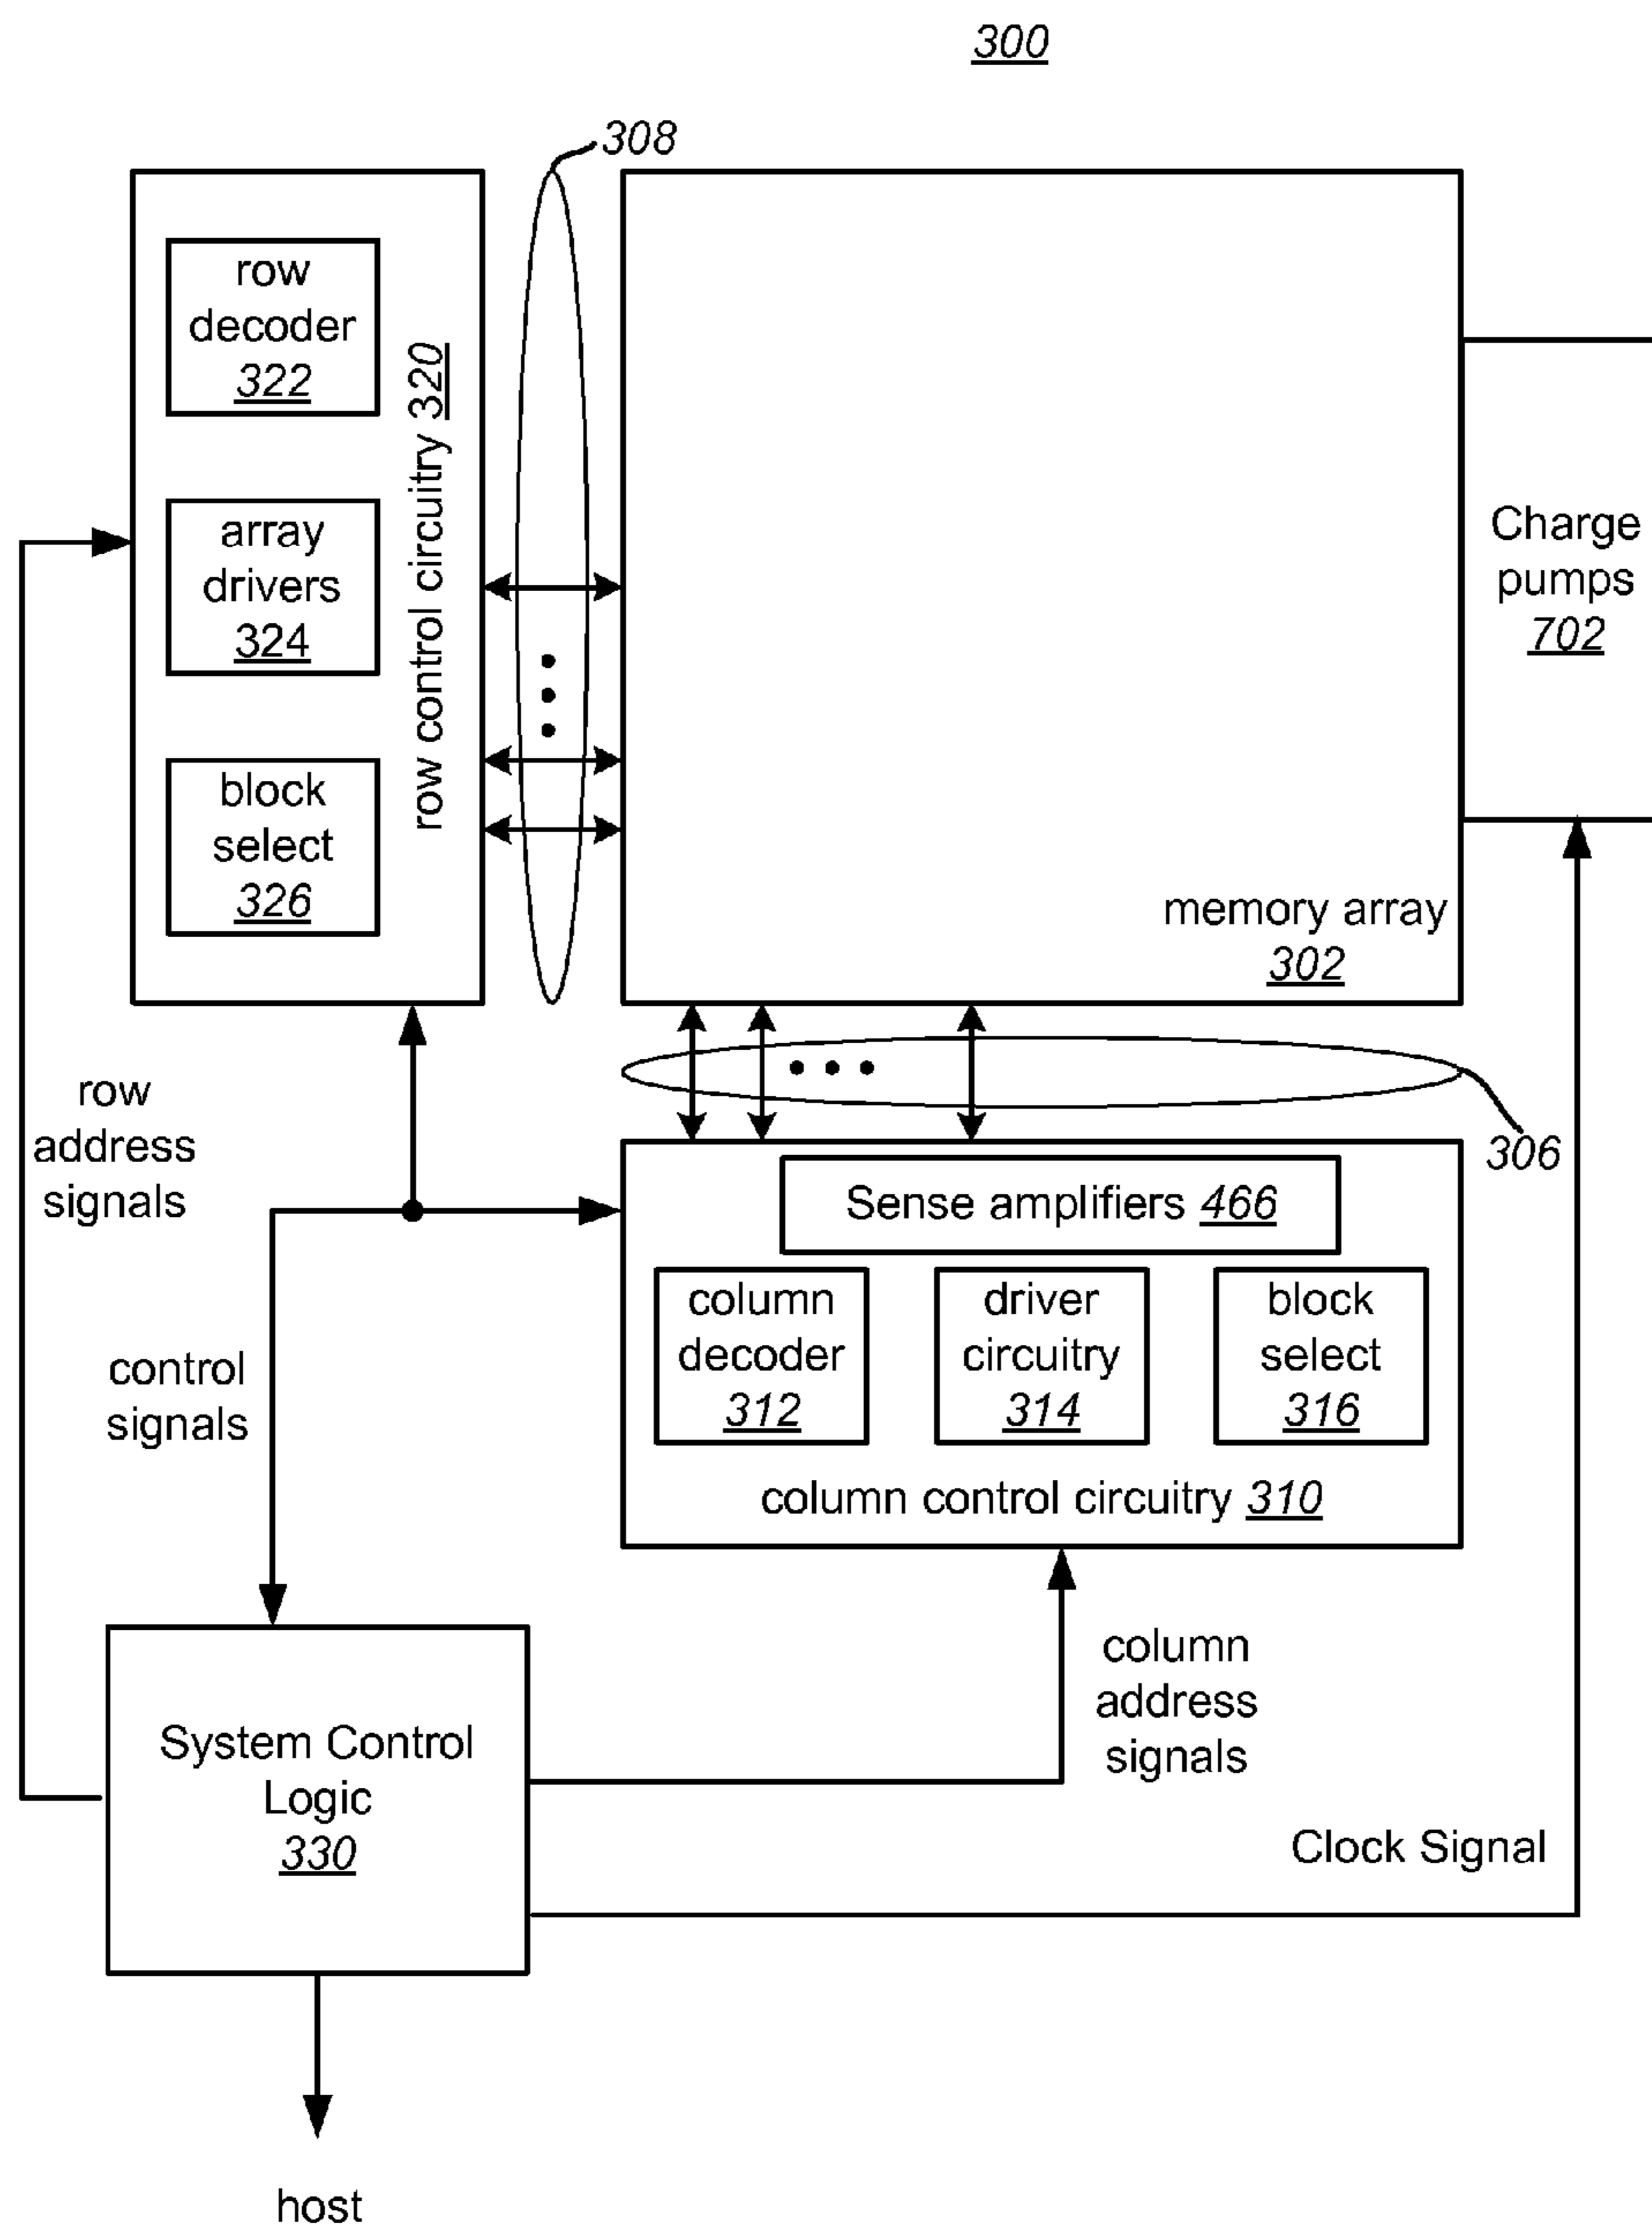 300
308
row
decoder
322
array
drivers
324
block
select
326
row control circuitry 320
Charge
pumps
702
memory array
302
306
row
address
signals
Sense amplifiers 466
column
decoder
312
driver
circuitry
314
block
select
316
column control circuitry 310
control
signals
column
address
signals
System Control
Logic
330
Clock Signal
host